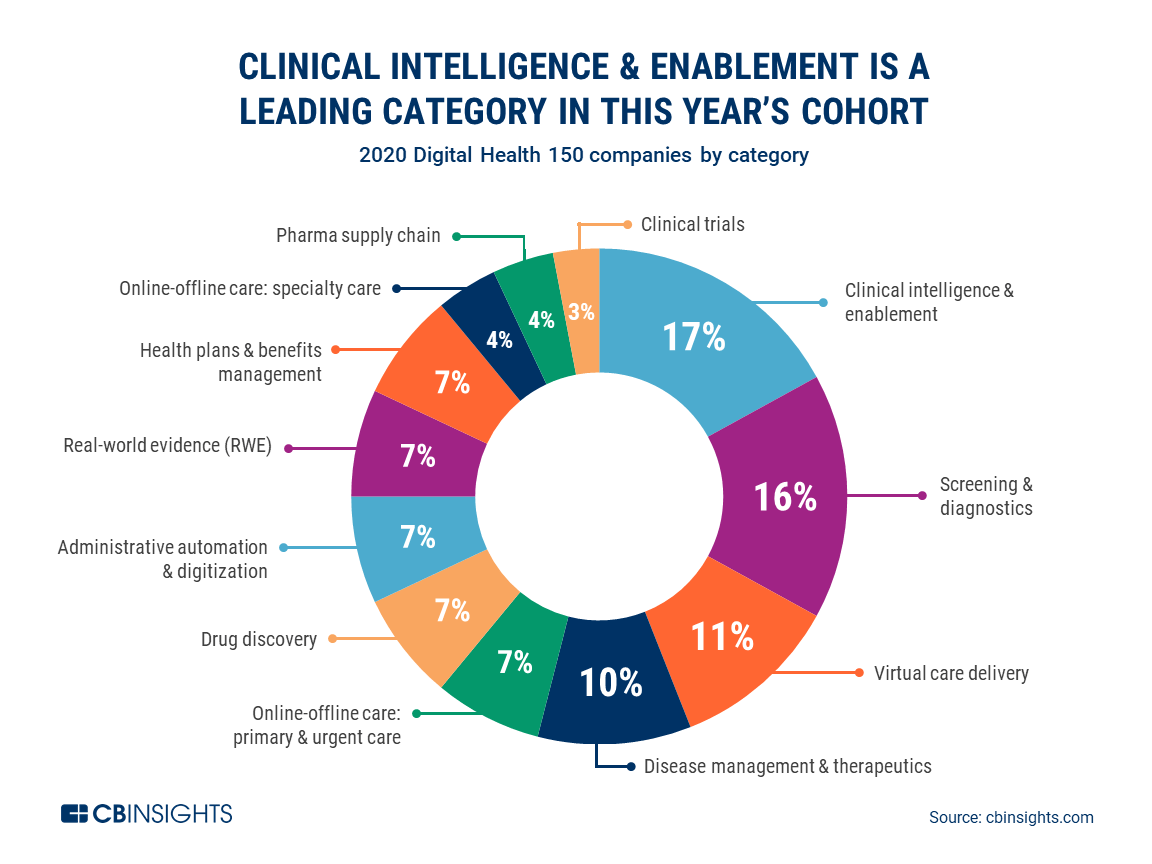 CLINICAL INTELLIGENCE & ENABLEMENT IS A
LEADING CATEGORY IN THIS YEAR'S COHORT
2020 Digital Health 150 companies by category
Clinical trials
3%
Clinical intelligence &
enablement
17%
Screening &
diagnostics
16%
Virtual care delivery
11%
Disease management & therapeutics
10%
Online-offline care:
primary & urgent care
7%
Drug discovery
7%
Administrative automation
& digitization
7%
Real-world evidence (RWE)
7%
Health plans & benefits
management
7%
Online-offline care: specialty care
4%
Pharma supply chain
4%
CBINSIGHTS
Source: cbinsights.com